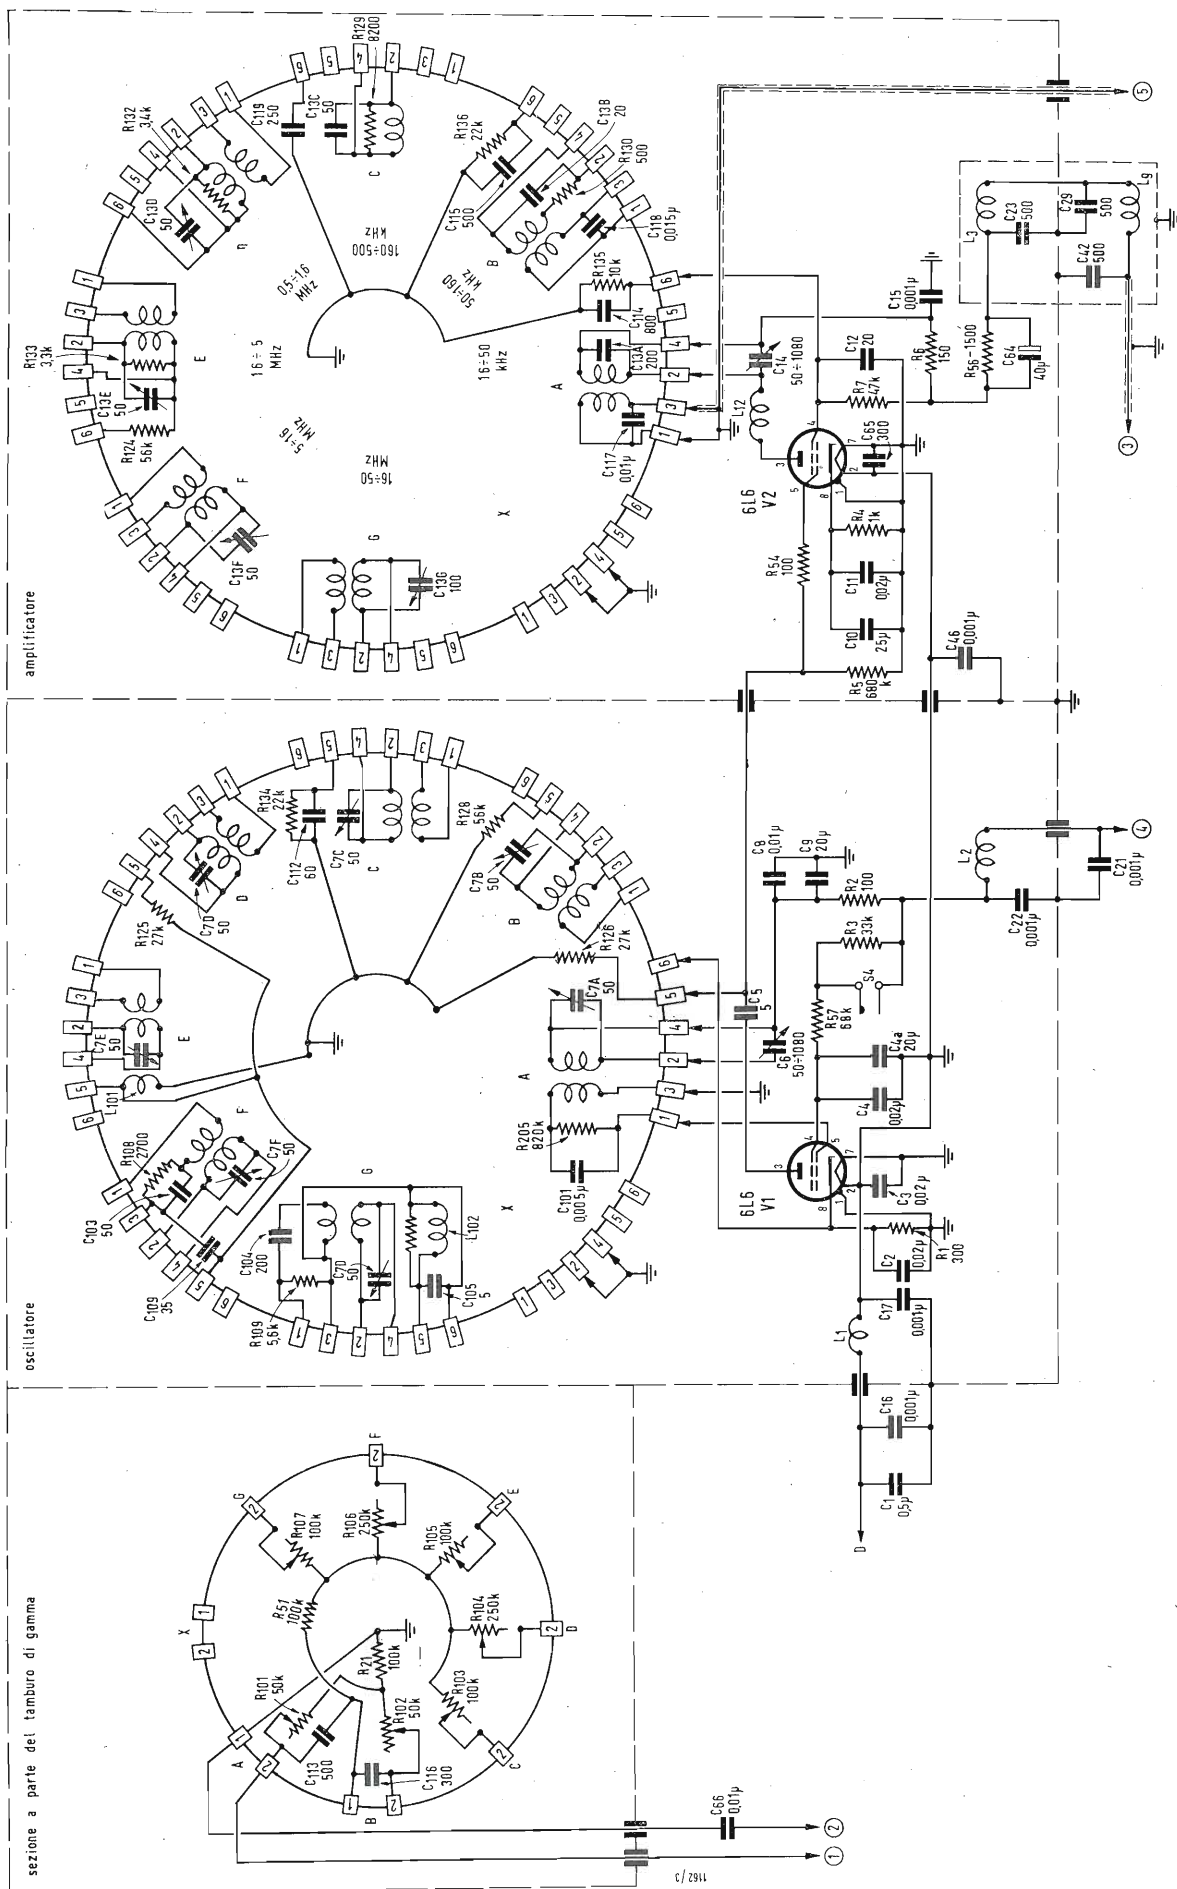 amplificatore
R133
3,3k
C13E
50
R124
56k
E
1.6 ÷ 5
MHz
C13D
50
R132
3,4k
0.5÷1,6
MHz
C119
250
C13C
50
R129
8200
C
160÷500
kHz
R136
22k
C115
500
C13B
20
R130
500
C118
0,015µ
B
50÷160
kHz
R135
10k
C114
800
C13A
200
A
16÷50
kHz
C117
0,01µ
5÷16
MHz
16÷50
MHz
F
C13F
50
G
C13G
100
X
L12
C14
50÷1080
C15
0,001µ
R6
150
C12
20
R7
47k
C65
300
6L6
V2
R54
100
R4
1k
C11
0,02µ
C10
25µ
R5
680
k
C46
0,001µ
R56-1500
C64
40µ
L3
C23
500
C29
500
L9
C42
500
5
3
oscillatore
R125
27k
C7D
50
D
C7E
50
E
L101
R108
2700
C103
50
C7F
50
F
C109
35
G
C104
200
R109
5,6k
C7D
50
L102
C105
5
X
R134
22k
C112
60
C7C
50
C
R128
56k
C7B
50
B
R126
27k
C7A
50
A
R205
820k
C101
0,005µ
C5
5
C6
50÷1080
C8
0,01µ
C9
20µ
R2
100
R3
33k
S4
R57
68k
C4a
20µ
C4
0,02µ
6L6
V1
C3
0,02µ
R1
300
C2
0,02µ
C17
0,001µ
L1
L2
C22
0,001µ
C21
0,001µ
4
C16
0,001µ
C1
0,5µ
D
sezione a parte del tamburo di gamma
X
G
F
E
D
C
B
A
R107
100k
R106
250k
R105
100k
R104
250k
R103
100k
R51
100k
R21
100k
R101
50k
R102
50k
C113
500
C116
300
C66
0,01µ
2
1
1162/3